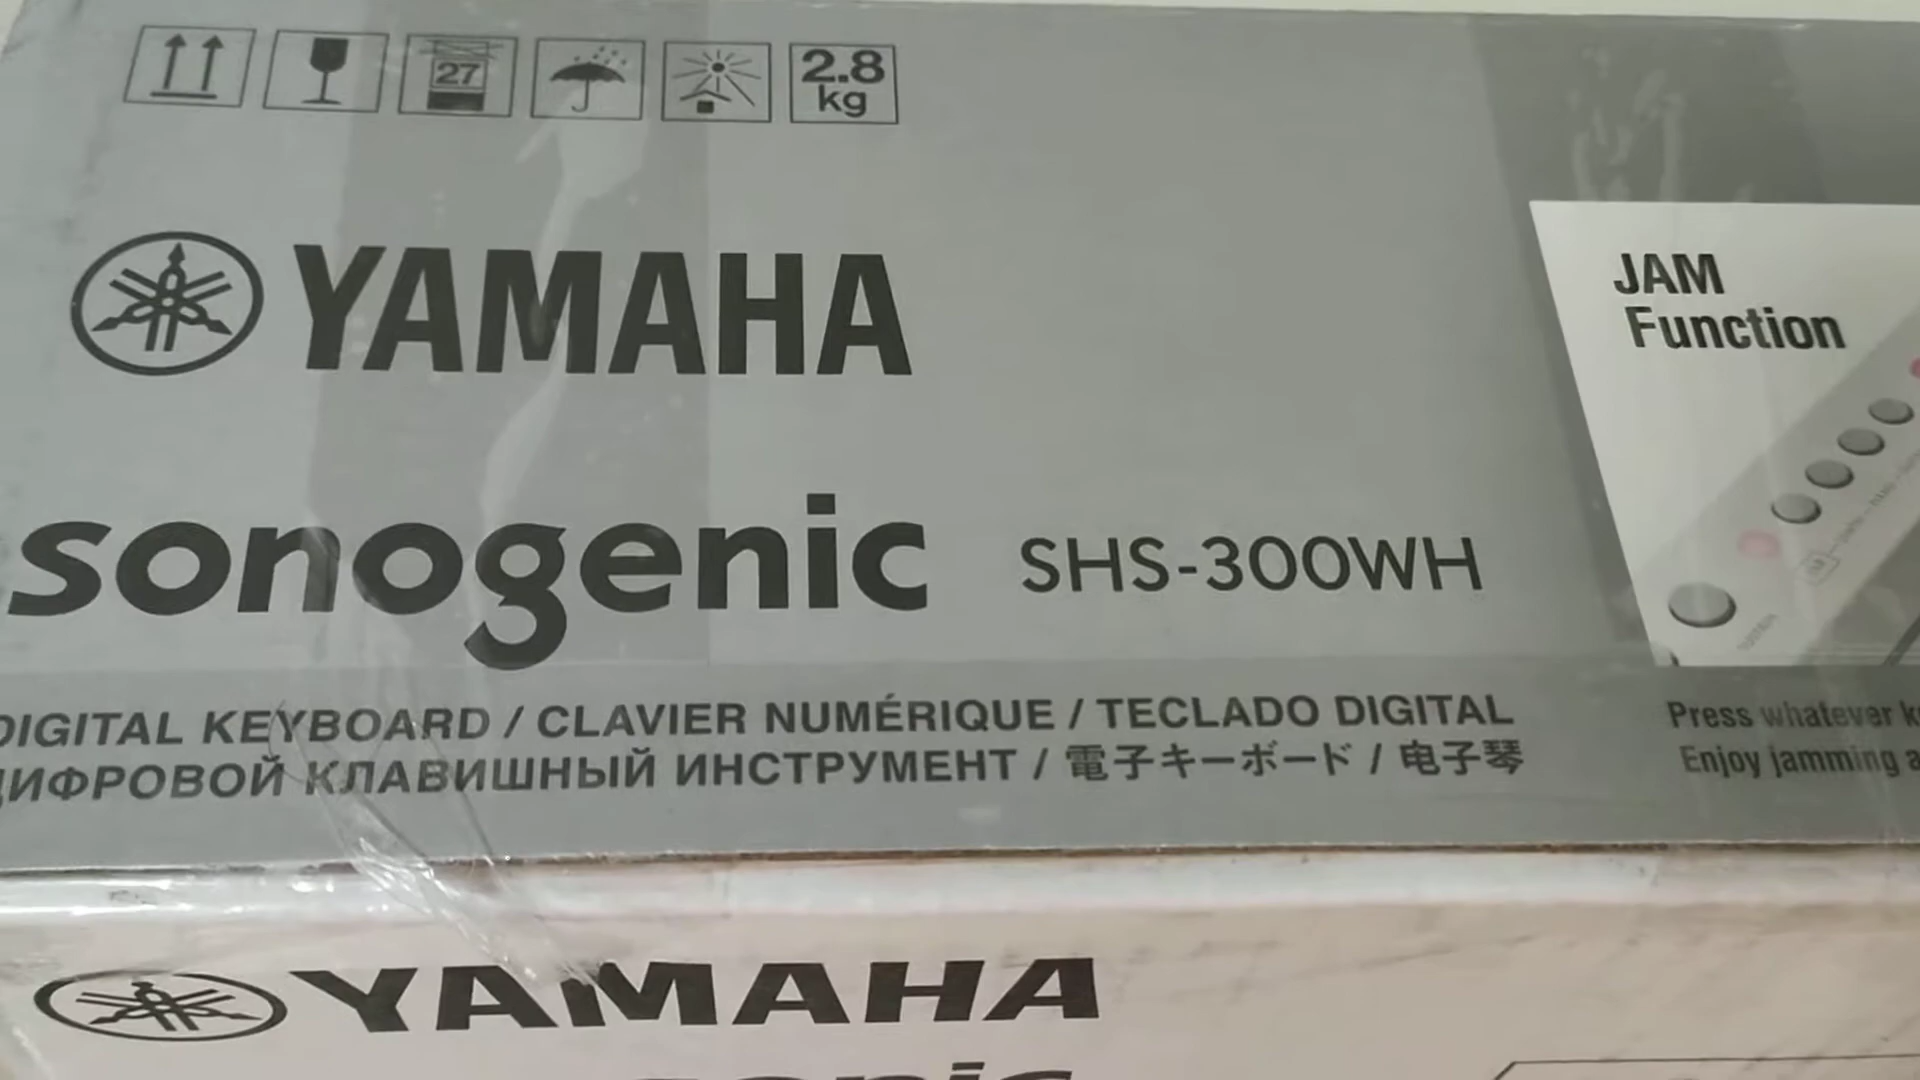 27
2.8
kg
YAMAHA
JAM
Function
sonogenic SHS-300WH
DIGITAL KEYBOARD / CLAVIER NUMÉRIQUE / TECLADO DIGITAL
ЦИФРОВОЙ КЛАВИШНЫЙ ИНСТРУМЕНТ / 電子キーボード / 电子琴
Press whatever
Enjoy jamming
YAMAHA